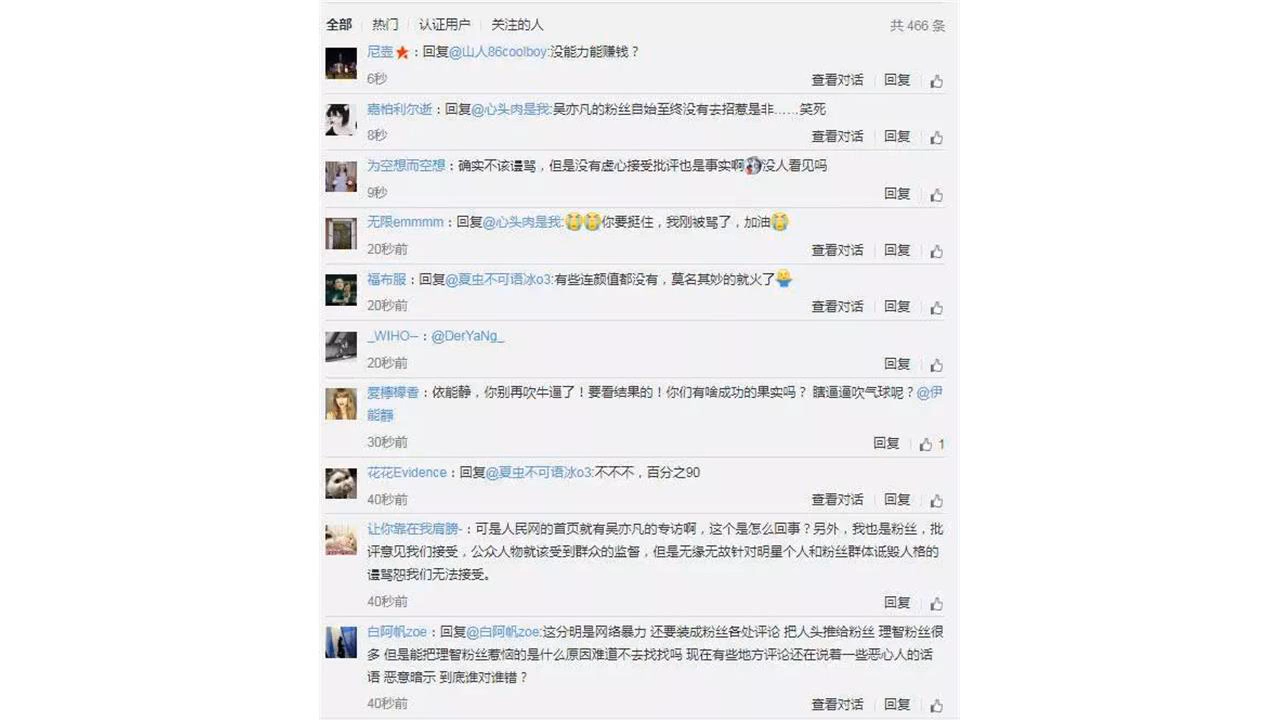 全部 热门 认证用户 关注的人 共 466 条
尼壶：回复@山人86coolboy:没能力能赚钱？
6秒 查看对话 回复
嘉柏利尔逝：回复@心头肉是我:吴亦凡的粉丝自始至终没有去招惹是非……笑死
8秒 查看对话 回复
为空想而空想：确实不该谩骂，但是没有虚心接受批评也是事实啊没人看见吗
9秒 回复
无限emmmm：回复@心头肉是我:你要挺住，我刚被骂了，加油
20秒前 查看对话 回复
福布服：回复@夏虫不可语冰o3:有些连颜值都没有，莫名其妙的就火了
20秒前 查看对话 回复
_WIHO--：@DerYaNg_
20秒前 回复
愛檸檬香：依能静，你别再吹牛逼了！要看结果的！你们有啥成功的果实吗？ 瞎逼逼吹气球呢？@伊
能靜
30秒前 回复 1
花花Evidence：回复@夏虫不可语冰o3:不不不，百分之90
40秒前 查看对话 回复
让你靠在我肩膀-：可是人民网的首页就有吴亦凡的专访啊，这个是怎么回事？另外，我也是粉丝，批
评意见我们接受，公众人物就该受到群众的监督，但是无缘无故针对明星个人和粉丝群体诋毁人格的
谩骂恕我们无法接受。
40秒前 回复
白阿帆zoe：回复@白阿帆zoe:这分明是网络暴力 还要装成粉丝各处评论 把人头推给粉丝 理智粉丝很
多 但是能把理智粉丝惹恼的是什么原因难道不去找找吗 现在有些地方评论还在说着一些恶心人的话
语 恶意暗示 到底谁对谁错？
40秒前 查看对话 回复